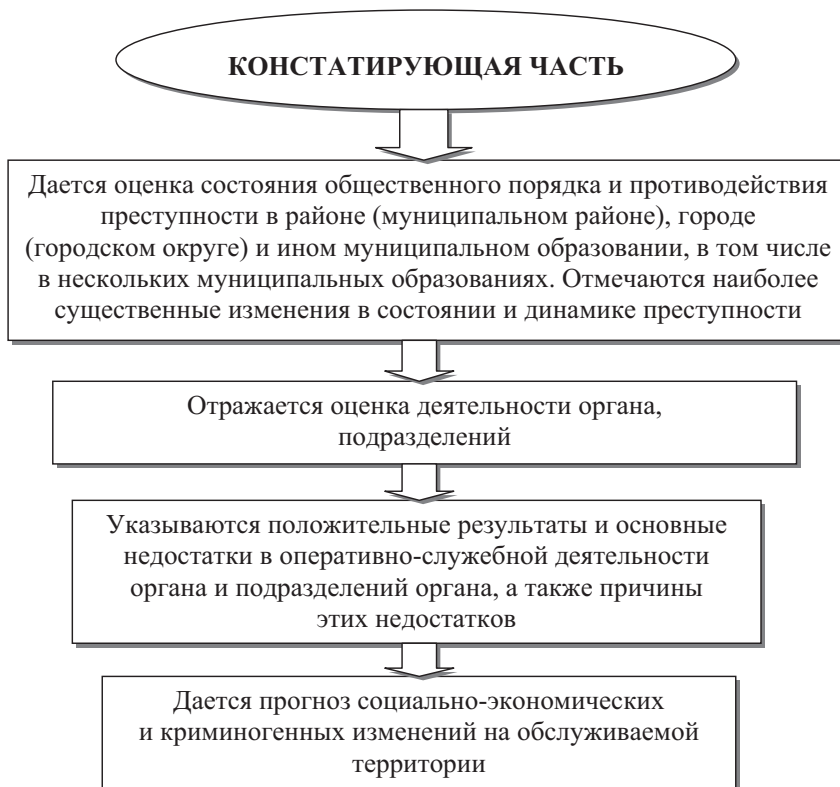 КОНСТАТИРУЮЩАЯ ЧАСТЬ
Дается оценка состояния общественного порядка и противодействия
преступности в районе (муниципальном районе), городе
(городском округе) и ином муниципальном образовании, в том числе
в нескольких муниципальных образованиях. Отмечаются наиболее
существенные изменения в состоянии и динамике преступности
Отражается оценка деятельности органа,
подразделений
Указываются положительные результаты и основные
недостатки в оперативно-служебной деятельности
органа и подразделений органа, а также причины
этих недостатков
Дается прогноз социально-экономических
и криминогенных изменений на обслуживаемой
территории